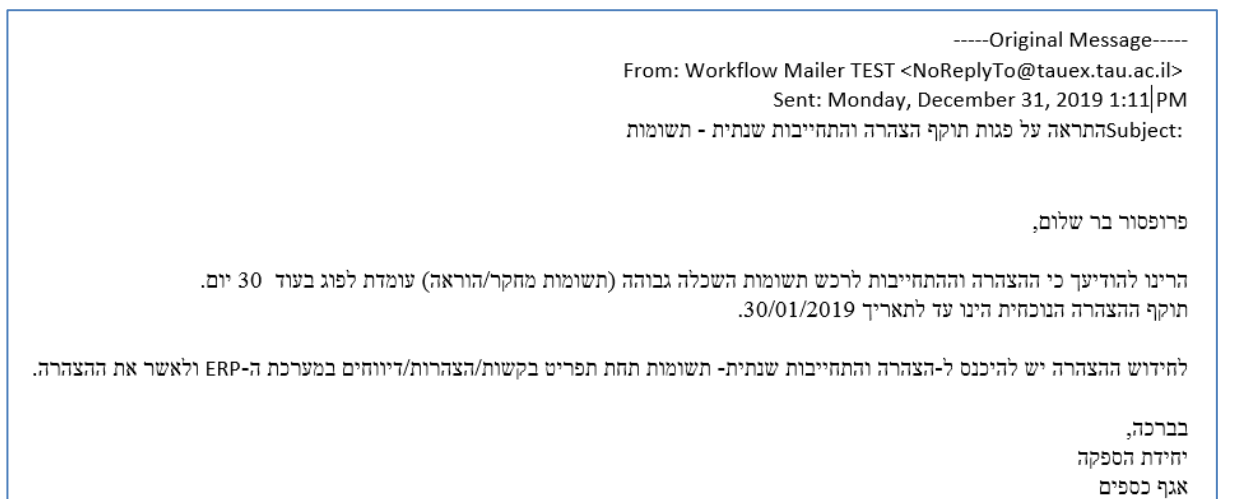 -----Original Message-----
From: Workflow Mailer TEST <NoReplyTo@tauex.tau.ac.il>
Sent: Monday, December 31, 2019 1:11 PM
Subject: התראה על פגות תוקף הצהרה והתחייבות שנתית - תשומות
פרופסור בר שלום,
הרינו להודיעך כי ההצהרה וההתחייבות לרכש תשומות השכלה גבוהה (תשומות מחקר/הוראה) עומדת לפוג בעוד 30 יום.
תוקף ההצהרה הנוכחית הינו עד לתאריך 30/01/2019.
לחידוש ההצהרה יש להיכנס ל-הצהרה והתחייבות שנתית- תשומות תחת תפריט בקשות/הצהרות/דיווחים במערכת ה-ERP ולאשר את ההצהרה.
בברכה,
יחידת הספקה
אגף כספים